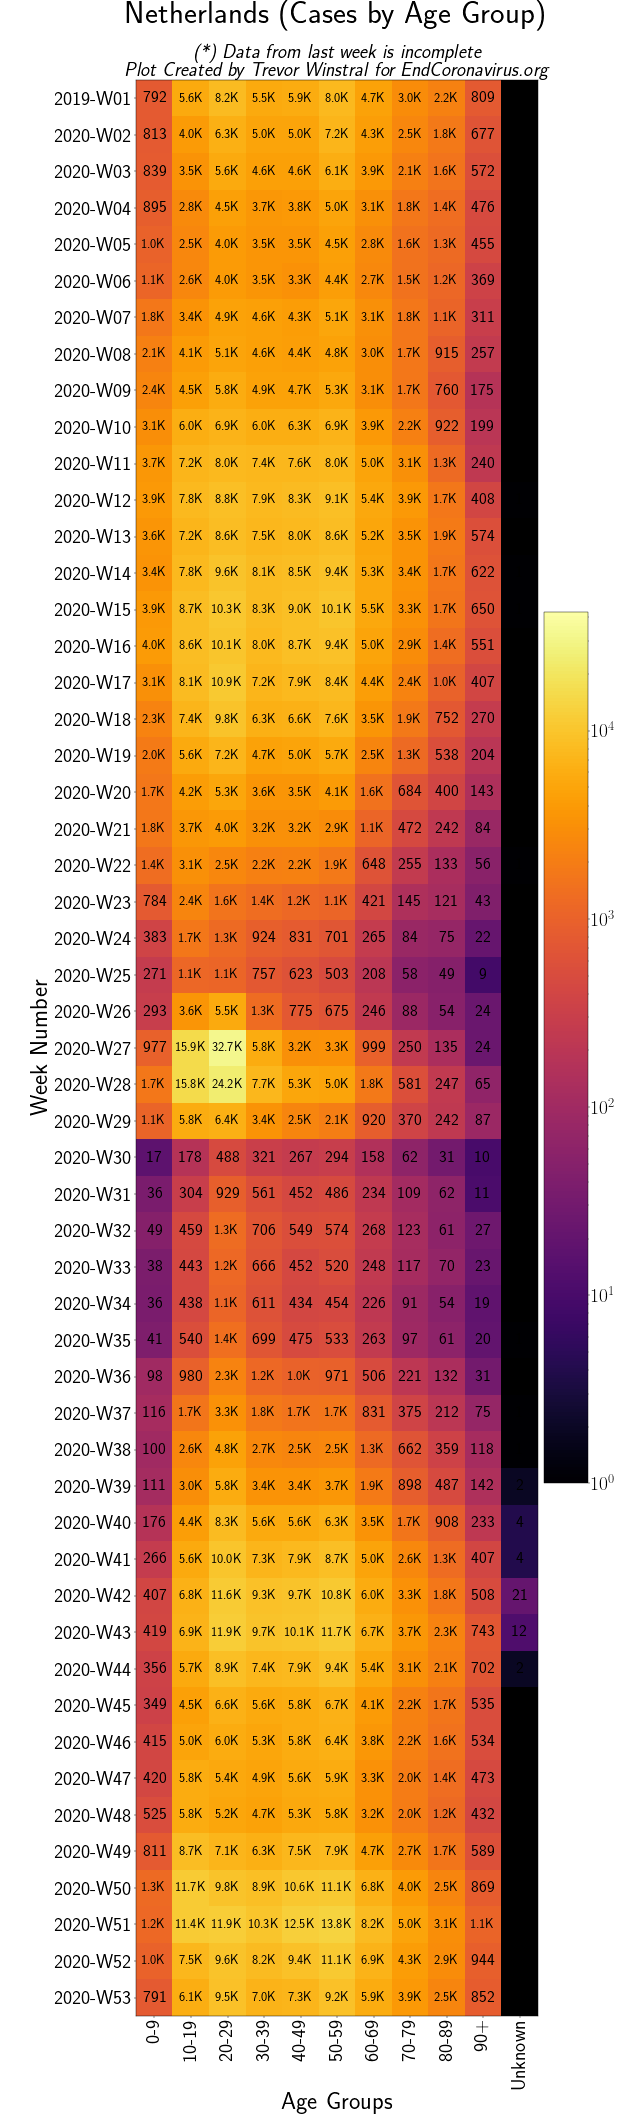 Netherlands (Cases by Age Group)
(*) Data from last week is incomplete
Plot Created by Trevor Winstral for EndCoronavirus.org
2019-W01 792 5.6K 8.2K 5.5K 5.9K 8.0K 4.7K 3.0K 2.2K 809
2020-W02 813 4.0K 6.3K 5.0K 5.0K 7.2K 4.3K 2.5K 1.8K 677
2020-W03 839 3.5K 5.6K 4.6K 4.6K 6.1K 3.9K 2.1K 1.6K 572
2020-W04 895 2.8K 4.5K 3.7K 3.8K 5.0K 3.1K 1.8K 1.4K 476
2020-W05 1.0K 2.5K 4.0K 3.5K 3.5K 4.5K 2.8K 1.6K 1.3K 455
2020-W06 1.1K 2.6K 4.0K 3.5K 3.3K 4.4K 2.7K 1.5K 1.2K 369
2020-W07 1.8K 3.4K 4.9K 4.6K 4.3K 5.1K 3.1K 1.8K 1.1K 311
2020-W08 2.1K 4.1K 5.1K 4.6K 4.4K 4.8K 3.0K 1.7K 915 257
2020-W09 2.4K 4.5K 5.8K 4.9K 4.7K 5.3K 3.1K 1.7K 760 175
2020-W10 3.1K 6.0K 6.9K 6.0K 6.3K 6.9K 3.9K 2.2K 922 199
2020-W11 3.7K 7.2K 8.0K 7.4K 7.6K 8.0K 5.0K 3.1K 1.3K 240
2020-W12 3.9K 7.8K 8.8K 7.9K 8.3K 9.1K 5.4K 3.9K 1.7K 408
2020-W13 3.6K 7.2K 8.6K 7.5K 8.0K 8.6K 5.2K 3.5K 1.9K 574
2020-W14 3.4K 7.8K 9.6K 8.1K 8.5K 9.4K 5.3K 3.4K 1.7K 622
2020-W15 3.9K 8.7K 10.3K 8.3K 9.0K 10.1K 5.5K 3.3K 1.7K 650
2020-W16 4.0K 8.6K 10.1K 8.0K 8.7K 9.4K 5.0K 2.9K 1.4K 551
2020-W17 3.1K 8.1K 10.9K 7.2K 7.9K 8.4K 4.4K 2.4K 1.0K 407
2020-W18 2.3K 7.4K 9.8K 6.3K 6.6K 7.6K 3.5K 1.9K 752 270
2020-W19 2.0K 5.6K 7.2K 4.7K 5.0K 5.7K 2.5K 1.3K 538 204
2020-W20 1.7K 4.2K 5.3K 3.6K 3.5K 4.1K 1.6K 684 400 143
2020-W21 1.8K 3.7K 4.0K 3.2K 3.2K 2.9K 1.1K 472 242 84
2020-W22 1.4K 3.1K 2.5K 2.2K 2.2K 1.9K 648 255 133 56
2020-W23 784 2.4K 1.6K 1.4K 1.2K 1.1K 421 145 121 43
2020-W24 383 1.7K 1.3K 924 831 701 265 84 75 22
2020-W25 271 1.1K 1.1K 757 623 503 208 58 49 9
2020-W26 293 3.6K 5.5K 1.3K 775 675 246 88 54 24
2020-W27 977 15.9K 32.7K 5.8K 3.2K 3.3K 999 250 135 24
2020-W28 1.7K 15.8K 24.2K 7.7K 5.3K 5.0K 1.8K 581 247 65
2020-W29 1.1K 5.8K 6.4K 3.4K 2.5K 2.1K 920 370 242 87
2020-W30 17 178 488 321 267 294 158 62 31 10
2020-W31 36 304 929 561 452 486 234 109 62 11
2020-W32 49 459 1.3K 706 549 574 268 123 61 27
2020-W33 38 443 1.2K 666 452 520 248 117 70 23
2020-W34 36 438 1.1K 611 434 454 226 91 54 19
2020-W35 41 540 1.4K 699 475 533 263 97 61 20
2020-W36 98 980 2.3K 1.2K 1.0K 971 506 221 132 31
2020-W37 116 1.7K 3.3K 1.8K 1.7K 1.7K 831 375 212 75
2020-W38 100 2.6K 4.8K 2.7K 2.5K 2.5K 1.3K 662 359 118
2020-W39 111 3.0K 5.8K 3.4K 3.4K 3.7K 1.9K 898 487 142 2
2020-W40 176 4.4K 8.3K 5.6K 5.6K 6.3K 3.5K 1.7K 908 233 4
2020-W41 266 5.6K 10.0K 7.3K 7.9K 8.7K 5.0K 2.6K 1.3K 407 4
2020-W42 407 6.8K 11.6K 9.3K 9.7K 10.8K 6.0K 3.3K 1.8K 508 21
2020-W43 419 6.9K 11.9K 9.7K 10.1K 11.7K 6.7K 3.7K 2.3K 743 12
2020-W44 356 5.7K 8.9K 7.4K 7.9K 9.4K 5.4K 3.1K 2.1K 702 2
2020-W45 349 4.5K 6.6K 5.6K 5.8K 6.7K 4.1K 2.2K 1.7K 535
2020-W46 415 5.0K 6.0K 5.3K 5.8K 6.4K 3.8K 2.2K 1.6K 534
2020-W47 420 5.8K 5.4K 4.9K 5.6K 5.9K 3.3K 2.0K 1.4K 473
2020-W48 525 5.8K 5.2K 4.7K 5.3K 5.8K 3.2K 2.0K 1.2K 432
2020-W49 811 8.7K 7.1K 6.3K 7.5K 7.9K 4.7K 2.7K 1.7K 589
2020-W50 1.3K 11.7K 9.8K 8.9K 10.6K 11.1K 6.8K 4.0K 2.5K 869
2020-W51 1.2K 11.4K 11.9K 10.3K 12.5K 13.8K 8.2K 5.0K 3.1K 1.1K
2020-W52 1.0K 7.5K 9.6K 8.2K 9.4K 11.1K 6.9K 4.3K 2.9K 944
2020-W53 791 6.1K 9.5K 7.0K 7.3K 9.2K 5.9K 3.9K 2.5K 852
0-9 10-19 20-29 30-39 40-49 50-59 60-69 70-79 80-89 90+ Unknown
Age Groups
Week Number
10⁴
10³
10²
10¹
10⁰